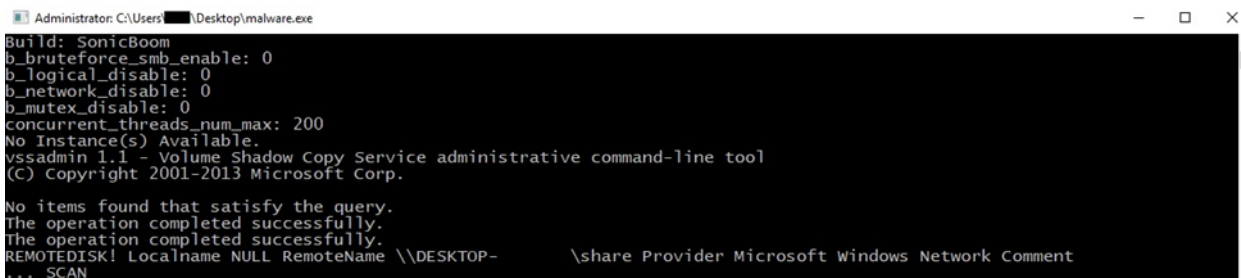 Administrator: C:\Users\ \Desktop\malware.exe
Build: SonicBoom
b_bruteforce_smb_enable: 0
b_logical_disable: 0
b_network_disable: 0
b_mutex_disable: 0
concurrent_threads_num_max: 200
No Instance(s) Available.
vssadmin 1.1 - Volume Shadow Copy Service administrative command-line tool
(C) Copyright 2001-2013 Microsoft Corp.
No items found that satisfy the query.
The operation completed successfully.
The operation completed successfully.
REMOTEDISK! Localname NULL RemoteName \\DESKTOP- \share Provider Microsoft Windows Network Comment
... SCAN